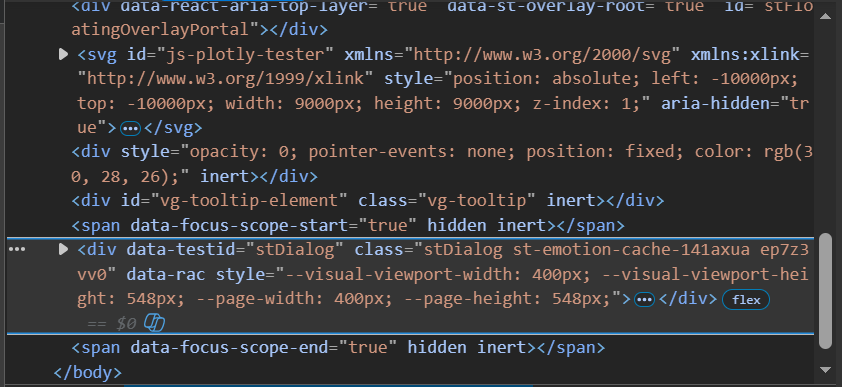 <div data-react-aria-top-layer="true" data-st-overlay-root="true" id="stFlo
atingOverlayPortal"></div>
▶ <svg id="js-plotly-tester" xmlns="http://www.w3.org/2000/svg" xmlns:xlink=
"http://www.w3.org/1999/xlink" style="position: absolute; left: -10000px;
top: -10000px; width: 9000px; height: 9000px; z-index: 1;" aria-hidden="tr
ue">…</svg>
<div style="opacity: 0; pointer-events: none; position: fixed; color: rgb(3
0, 28, 26);" inert></div>
<div id="vg-tooltip-element" class="vg-tooltip" inert></div>
<span data-focus-scope-start="true" hidden inert></span>
… ▶ <div data-testid="stDialog" class="stDialog st-emotion-cache-141axua ep7z3
vv0" data-rac style="--visual-viewport-width: 400px; --visual-viewport-hei
ght: 548px; --page-width: 400px; --page-height: 548px;">…</div> flex
== $0
<span data-focus-scope-end="true" hidden inert></span>
</body>